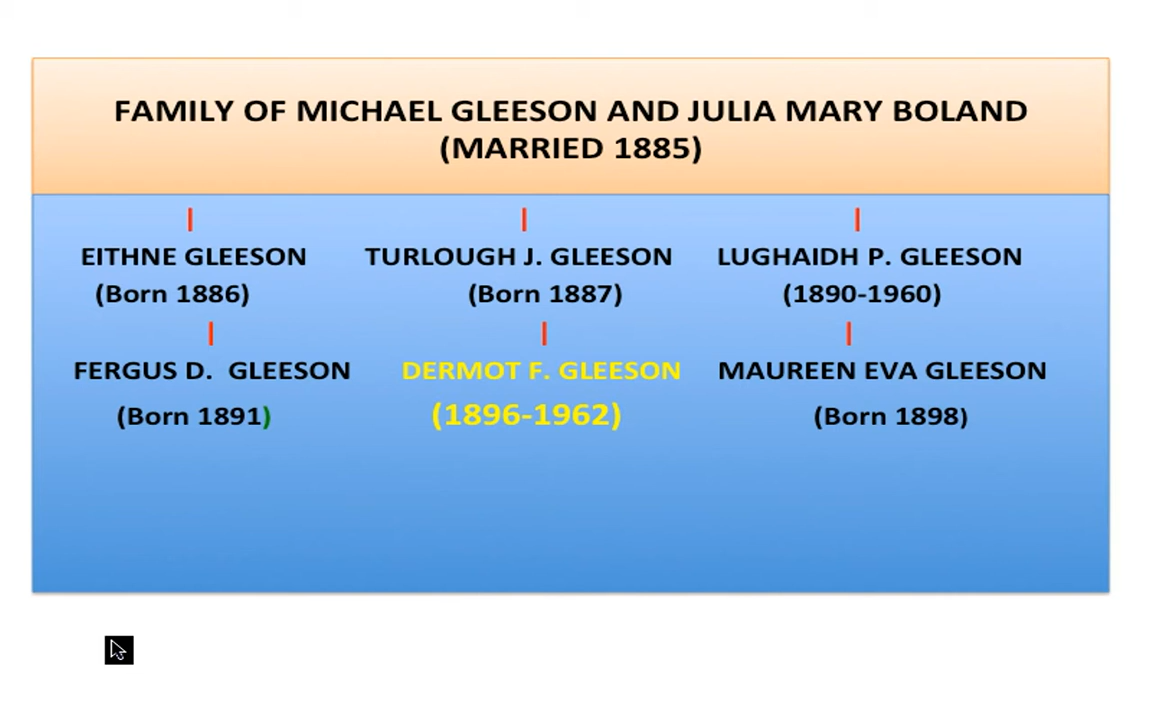 FAMILY OF MICHAEL GLEESON AND JULIA MARY BOLAND
(MARRIED 1885)
EITHNE GLEESON TURLOUGH J. GLEESON LUGHAIDH P. GLEESON
(Born 1886) (Born 1887) (1890-1960)
FERGUS D. GLEESON DERMOT F. GLEESON MAUREEN EVA GLEESON
(Born 1891) (1896-1962) (Born 1898)